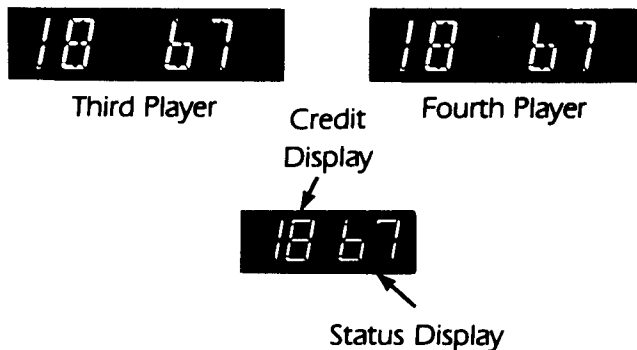 18 b7 18 b7
Third Player Fourth Player
Credit
Display
18 b7
Status Display